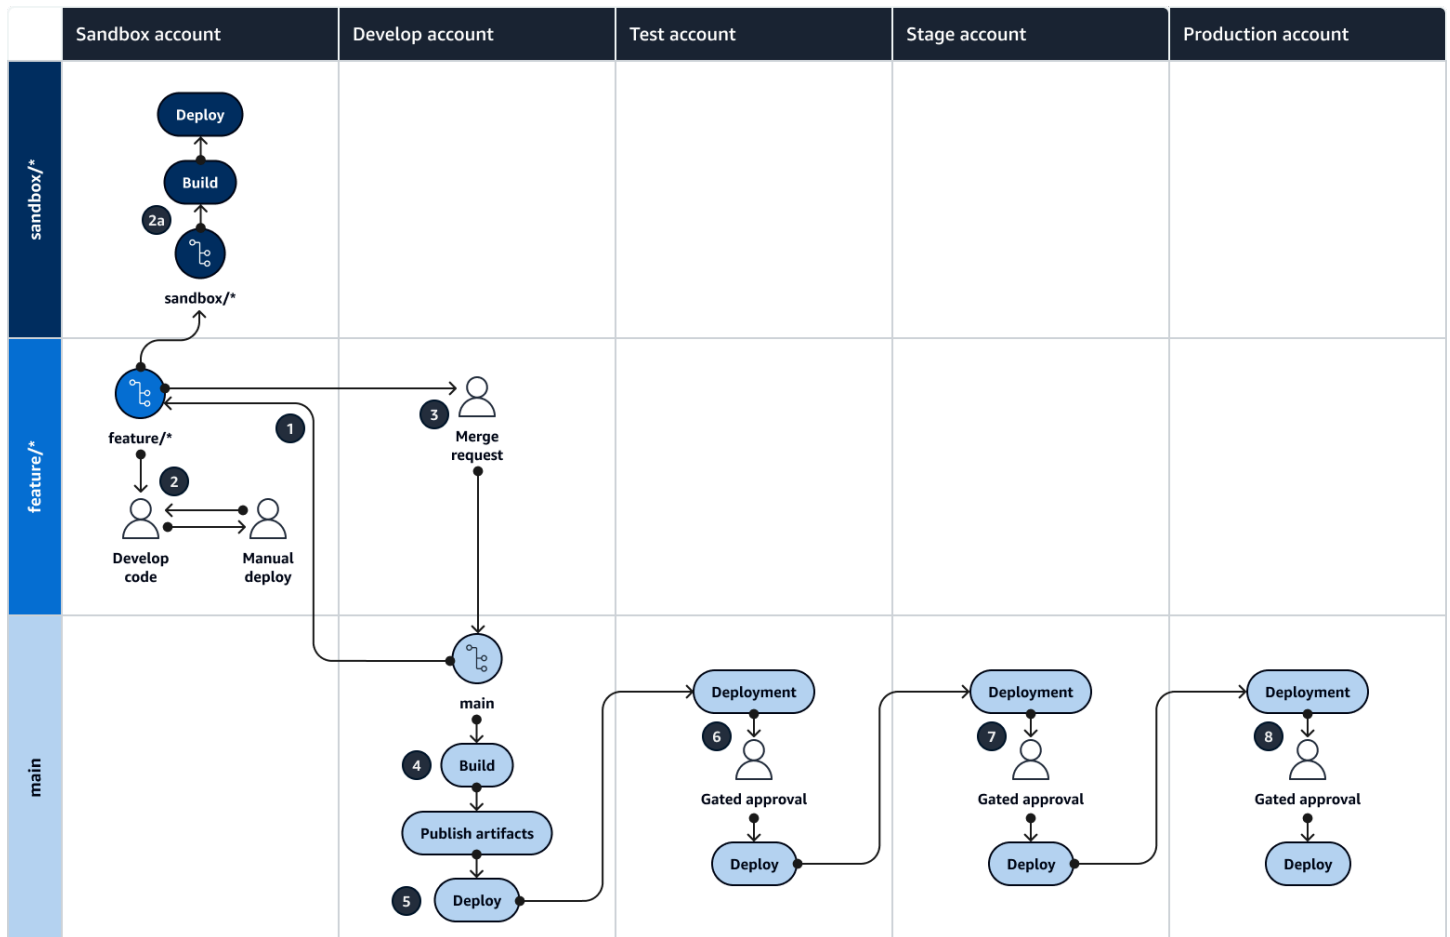 Sandbox account
Develop account
Test account
Stage account
Production account
sandbox/*
Deploy
Build
2a
sandbox/*
feature/*
feature/*
1
3
Merge
request
2
Develop
code
Manual
deploy
main
main
4
Build
Publish artifacts
5
Deploy
Deployment
6
Gated approval
Deploy
Deployment
7
Gated approval
Deploy
Deployment
8
Gated approval
Deploy